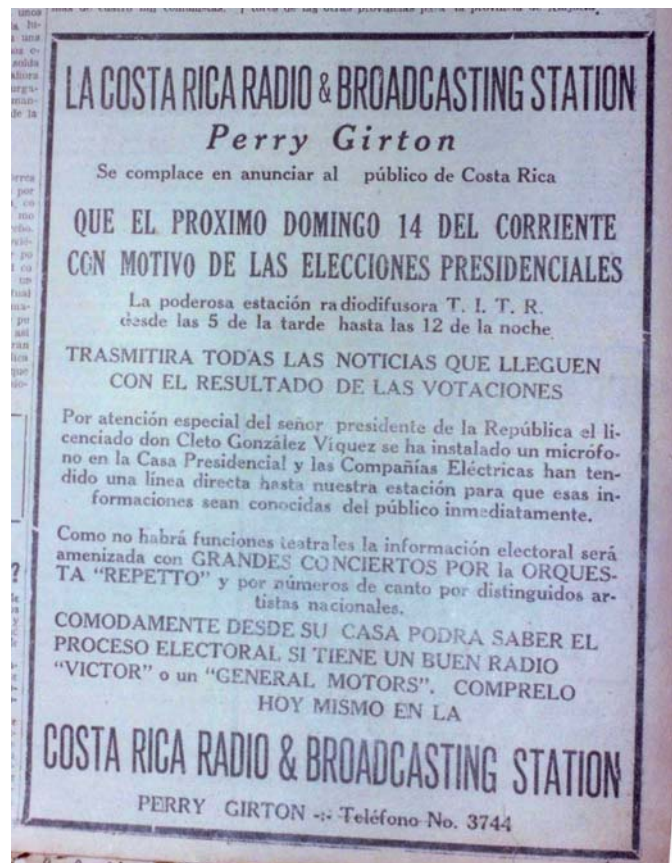 unos
LA COSTA RICA RADIO & BROADCASTING STATION
Perry Girton
Se complace en anunciar al público de Costa Rica
QUE EL PROXIMO DOMINGO 14 DEL CORRIENTE
CON MOTIVO DE LAS ELECCIONES PRESIDENCIALES
La poderosa estación radiodifusora T. I. T. R.
desde las 5 de la tarde hasta las 12 de la noche
TRASMITIRA TODAS LAS NOTICIAS QUE LLEGUEN
CON EL RESULTADO DE LAS VOTACIONES
Por atención especial del señor presidente de la República el li-
cenciado don Cleto González Víquez se ha instalado un micrófo-
no en la Casa Presidencial y las Compañías Eléctricas han ten-
dido una línea directa hasta nuestra estación para que esas in-
formaciones sean conocidas del público inmediatamente.
Como no habrá funciones teatrales la información electoral será
amenizada con GRANDES CONCIERTOS POR la ORQUES-
TA "REPETTO" y por números de canto por distinguidos ar-
tistas nacionales.
COMODAMENTE DESDE SU CASA PODRA SABER EL
PROCESO ELECTORAL SI TIENE UN BUEN RADIO
"VICTOR" o un "GENERAL MOTORS". COMPRELO
HOY MISMO EN LA
COSTA RICA RADIO & BROADCASTING STATION
PERRY GIRTON -:- Teléfono No. 3744